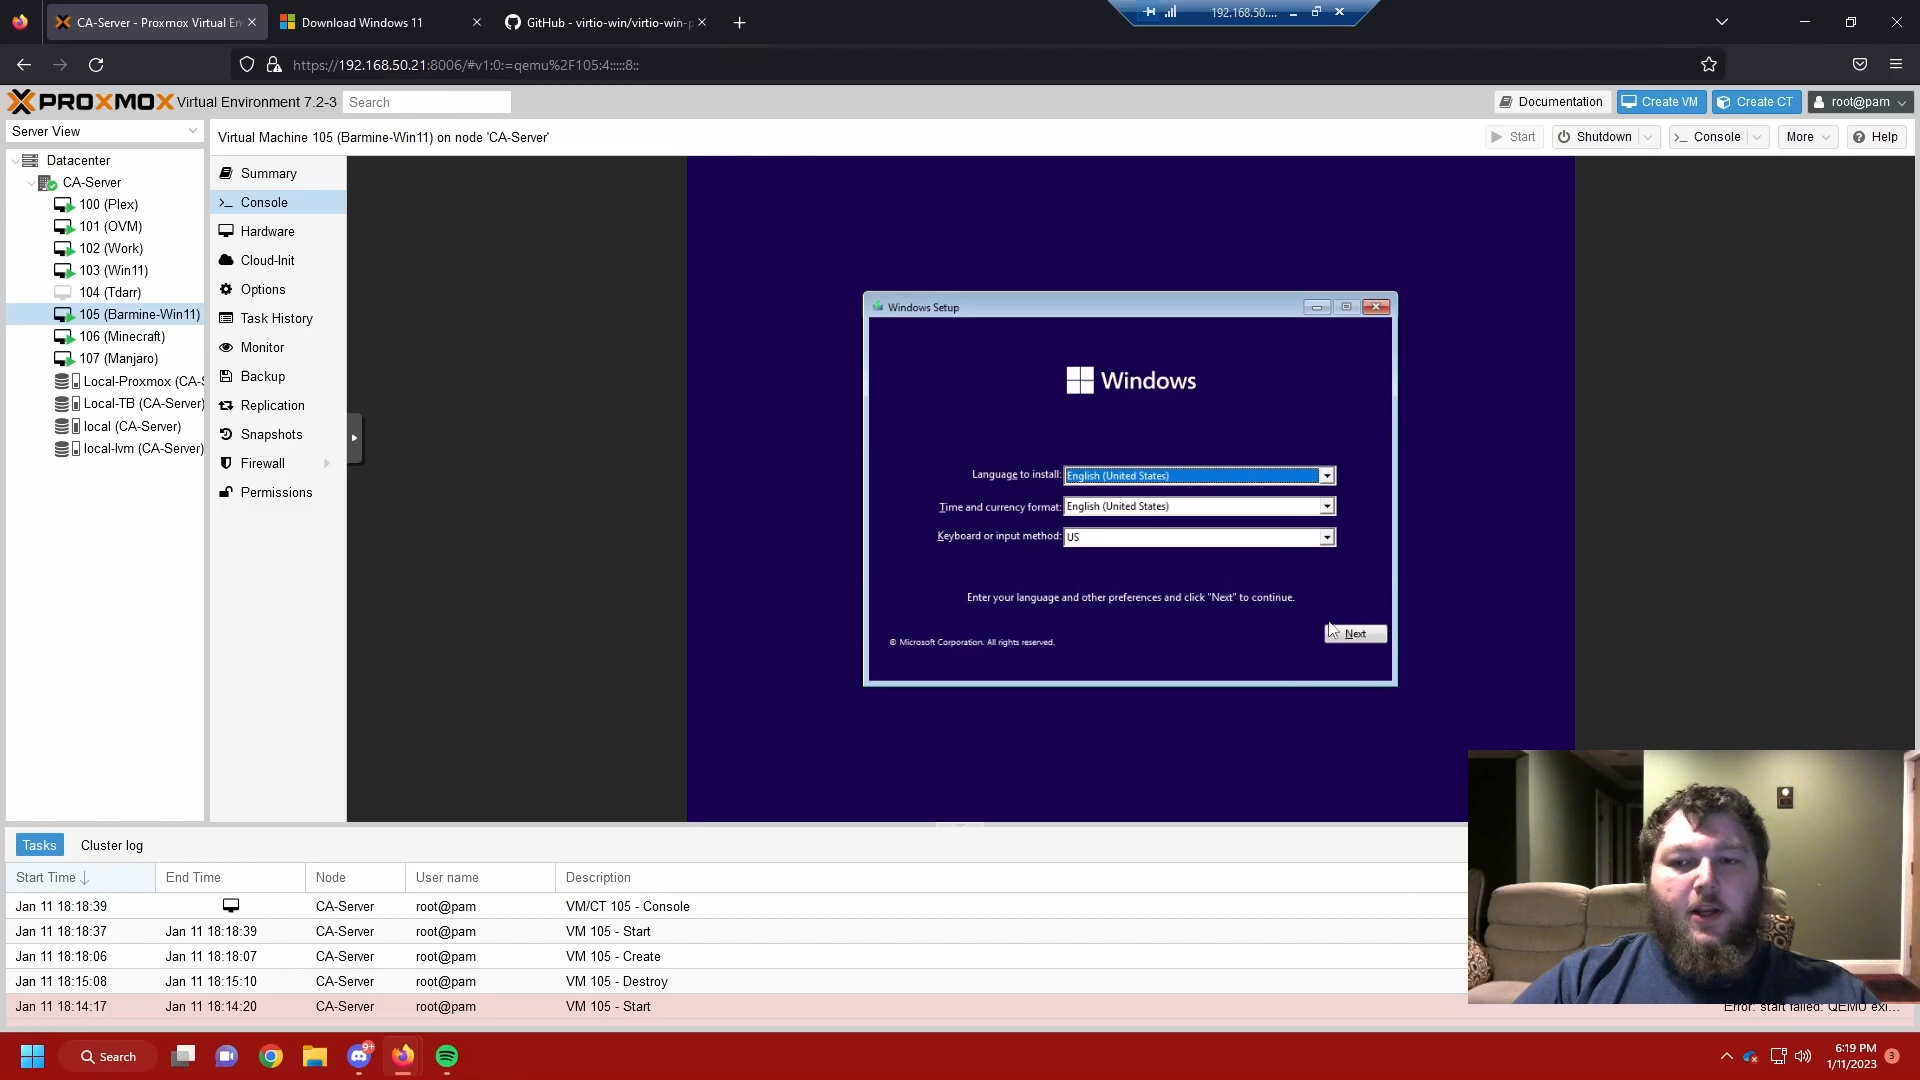 CA-Server - Proxmox Virtual En
Download Windows 11
GitHub - virtio-win/virtio-win-p
192.168.50....
https://192.168.50.21:8006/#v1:0:=qemu%2F105:4:::::8::
PROXMOX Virtual Environment 7.2-3
Search
Documentation
Create VM
Create CT
root@pam
Server View
Virtual Machine 105 (Barmine-Win11) on node 'CA-Server'
Start
Shutdown
Console
More
Help
Datacenter
CA-Server
100 (Plex)
101 (OVM)
102 (Work)
103 (Win11)
104 (Tdarr)
105 (Barmine-Win11)
106 (Minecraft)
107 (Manjaro)
Local-Proxmox (CA-S
Local-TB (CA-Server)
local (CA-Server)
local-lvm (CA-Server)
Summary
Console
Hardware
Cloud-Init
Options
Task History
Monitor
Backup
Replication
Snapshots
Firewall
Permissions
Windows Setup
Windows
Language to install: English (United States)
Time and currency format: English (United States)
Keyboard or input method: US
Enter your language and other preferences and click "Next" to continue.
Next
© Microsoft Corporation. All rights reserved.
Tasks
Cluster log
Start Time End Time Node User name Description
Jan 11 18:18:39 CA-Server root@pam VM/CT 105 - Console
Jan 11 18:18:37 Jan 11 18:18:39 CA-Server root@pam VM 105 - Start
Jan 11 18:18:06 Jan 11 18:18:07 CA-Server root@pam VM 105 - Create
Jan 11 18:15:08 Jan 11 18:15:10 CA-Server root@pam VM 105 - Destroy
Jan 11 18:14:17 Jan 11 18:14:20 CA-Server root@pam VM 105 - Start Error: start failed: QEMU exi...
Search
9+
6:19 PM
1/11/2023
3